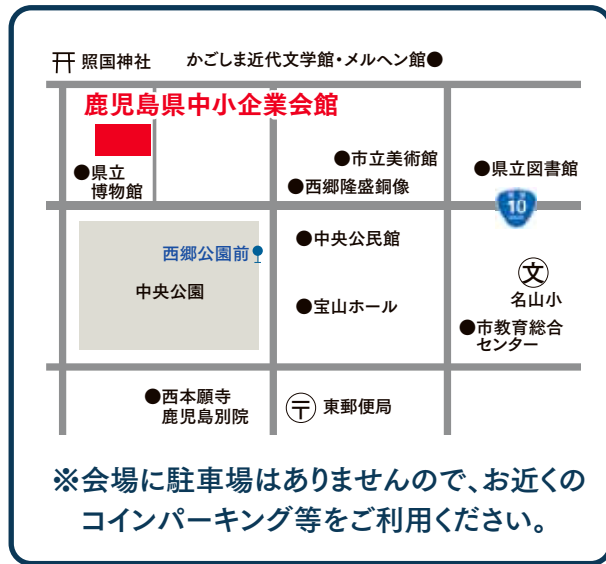 照国神社
かごしま近代文学館・メルヘン館●
鹿児島県中小企業会館
●県立
博物館
●市立美術館
●西郷隆盛銅像
●県立図書館
10
西郷公園前
中央公園
●中央公民館
●宝山ホール
文
名山小
●市教育総合
センター
●西本願寺
鹿児島別院
〒 東郵便局
※会場に駐車場はありませんので、お近くの
コインパーキング等をご利用ください。